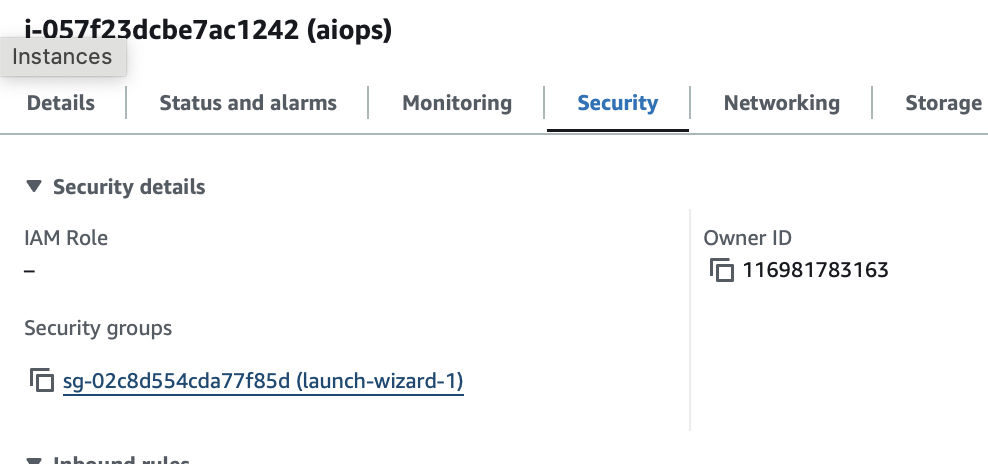 i-057f23dcbe7ac1242 (aiops)
Instances
Details Status and alarms Monitoring Security Networking Storage
Security details
IAM Role
–
Owner ID
116981783163
Security groups
sg-02c8d554cda77f85d (launch-wizard-1)
Inbound rules